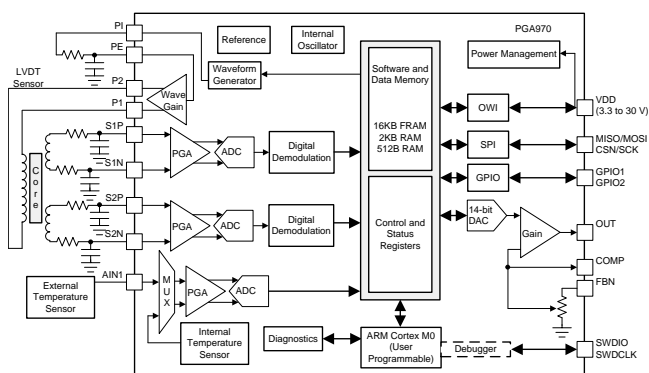 PGA970
PI
PE
P2
P1
S1P
S1N
S2P
S2N
AIN1
LVDT
Sensor
Core
External
Temperature
Sensor
Reference
Internal
Oscillator
Waveform
Generator
Wave
Gain
PGA
ADC
Digital
Demodulation
PGA
ADC
Digital
Demodulation
MUX
PGA
ADC
Internal
Temperature
Sensor
Diagnostics
Software and
Data Memory
16KB FRAM
2KB RAM
512B RAM
Control and
Status
Registers
ARM Cortex M0
(User
Programmable)
Debugger
Power Management
OWI
SPI
GPIO
14-bit
DAC
Gain
VDD
(3.3 to 30 V)
MISO/MOSI
CSN/SCK
GPIO1
GPIO2
OUT
COMP
FBN
SWDIO
SWDCLK